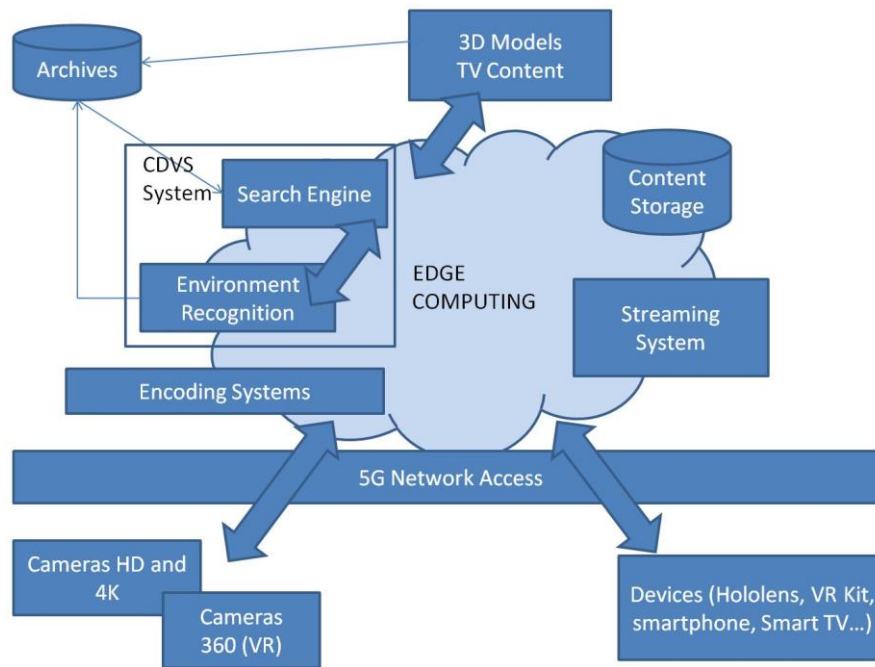 3D Models
TV Content
Archives
CDVS
System
Search Engine
Content
Storage
Environment
Recognition
EDGE
COMPUTING
Streaming
System
Encoding Systems
5G Network Access
Cameras HD and
4K
Cameras
360 (VR)
Devices (Hololens, VR Kit,
smartphone, Smart TV...)